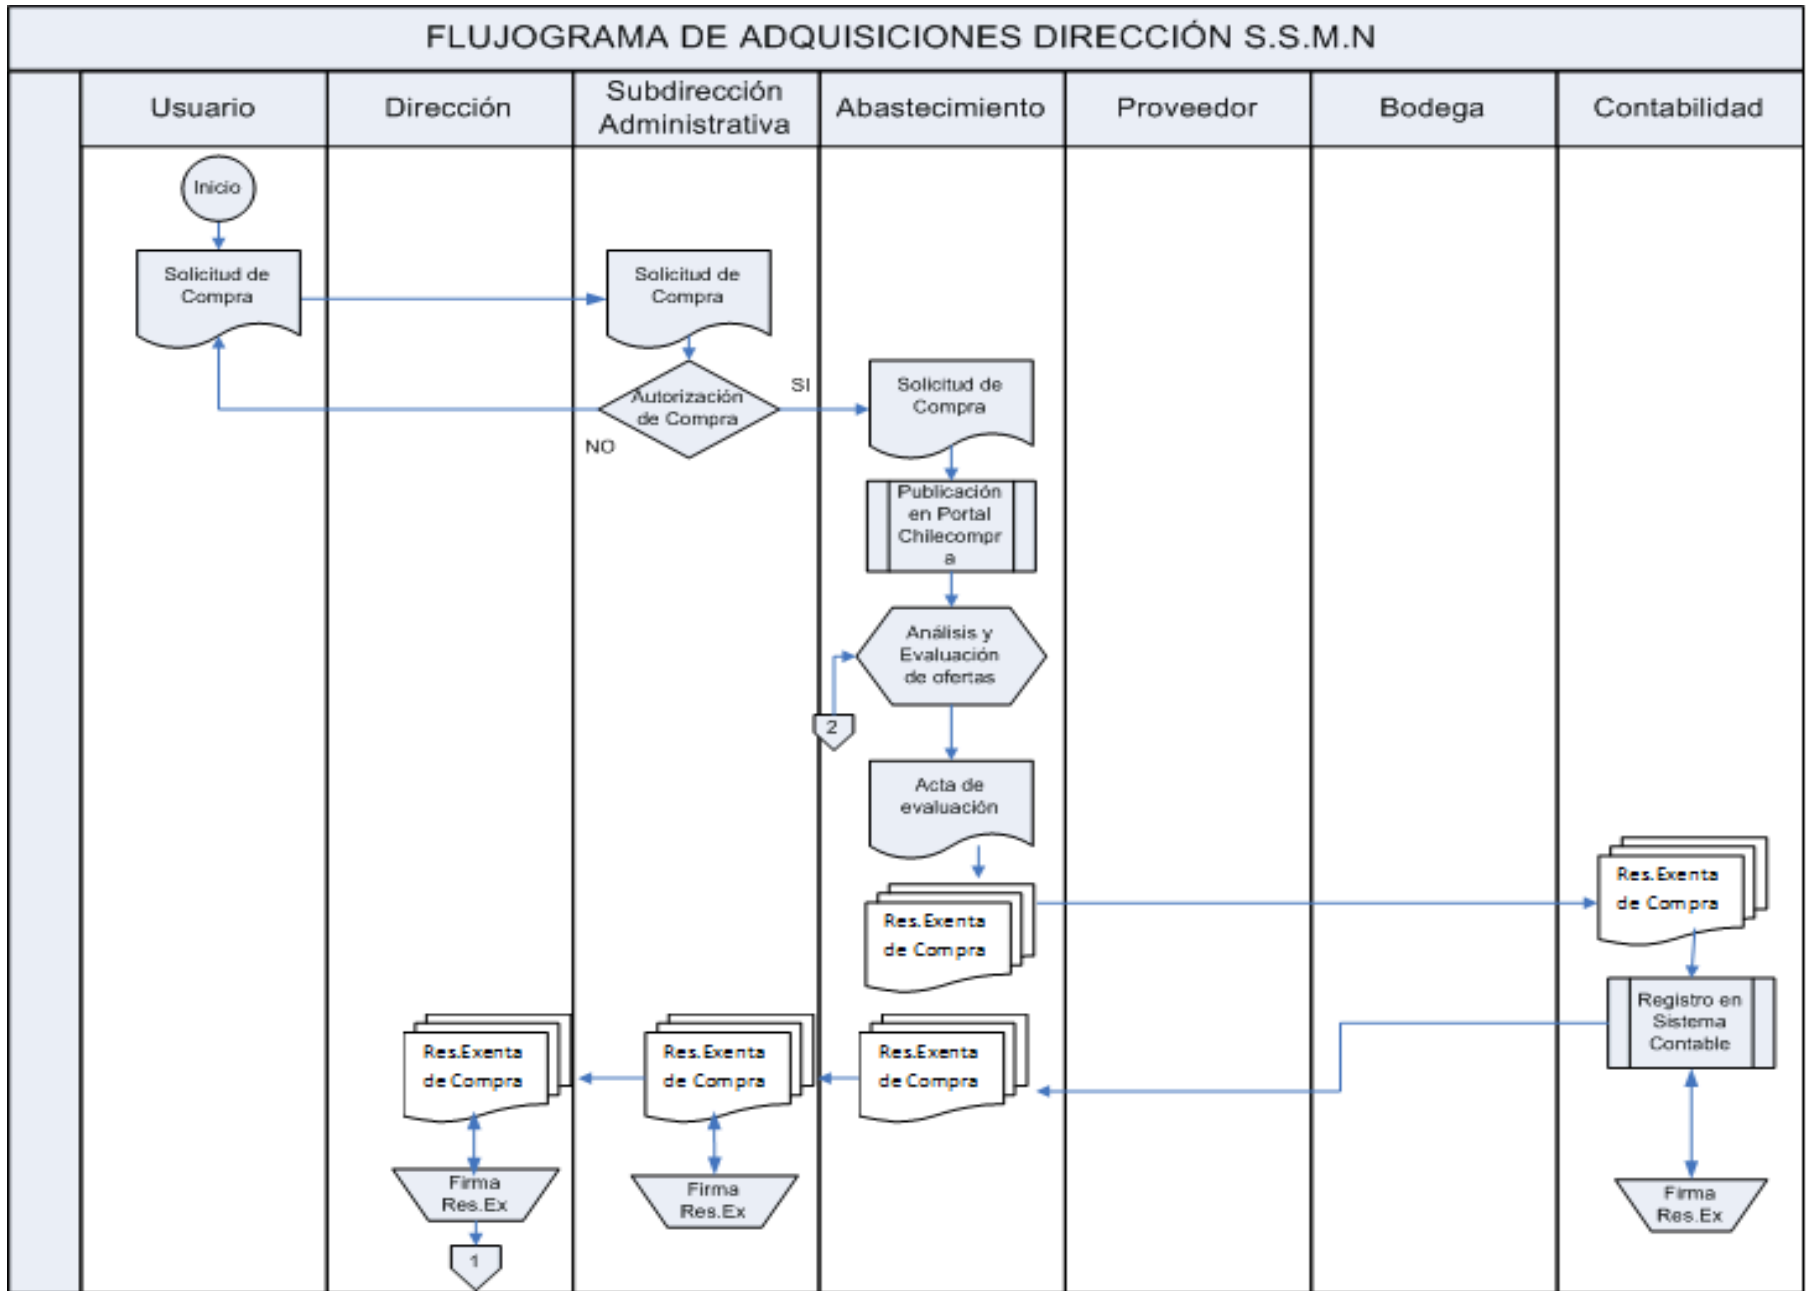 FLUJOGRAMA DE ADQUISICIONES DIRECCIÓN S.S.M.N
Usuario
Dirección
Subdirección
Administrativa
Abastecimiento
Proveedor
Bodega
Contabilidad
Inicio
Solicitud de
Compra
Solicitud de
Compra
Autorización
de Compra
SI
NO
Solicitud de
Compra
Publicación
en Portal
Chilecompr
a
Análisis y
Evaluación
de ofertas
2
Acta de
evaluación
Res.Exenta
de Compra
Res.Exenta
de Compra
Registro en
Sistema
Contable
Res.Exenta
de Compra
Res.Exenta
de Compra
Res.Exenta
de Compra
Firma
Res.Ex
Firma
Res.Ex
Firma
Res.Ex
1